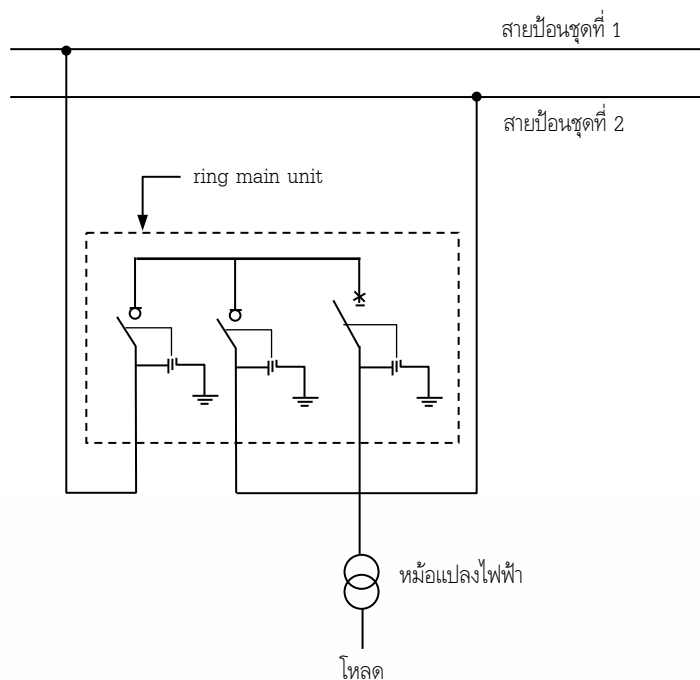 สายป้อนชุดที่ 1
สายป้อนชุดที่ 2
ring main unit
หม้อแปลงไฟฟ้า
โหลด